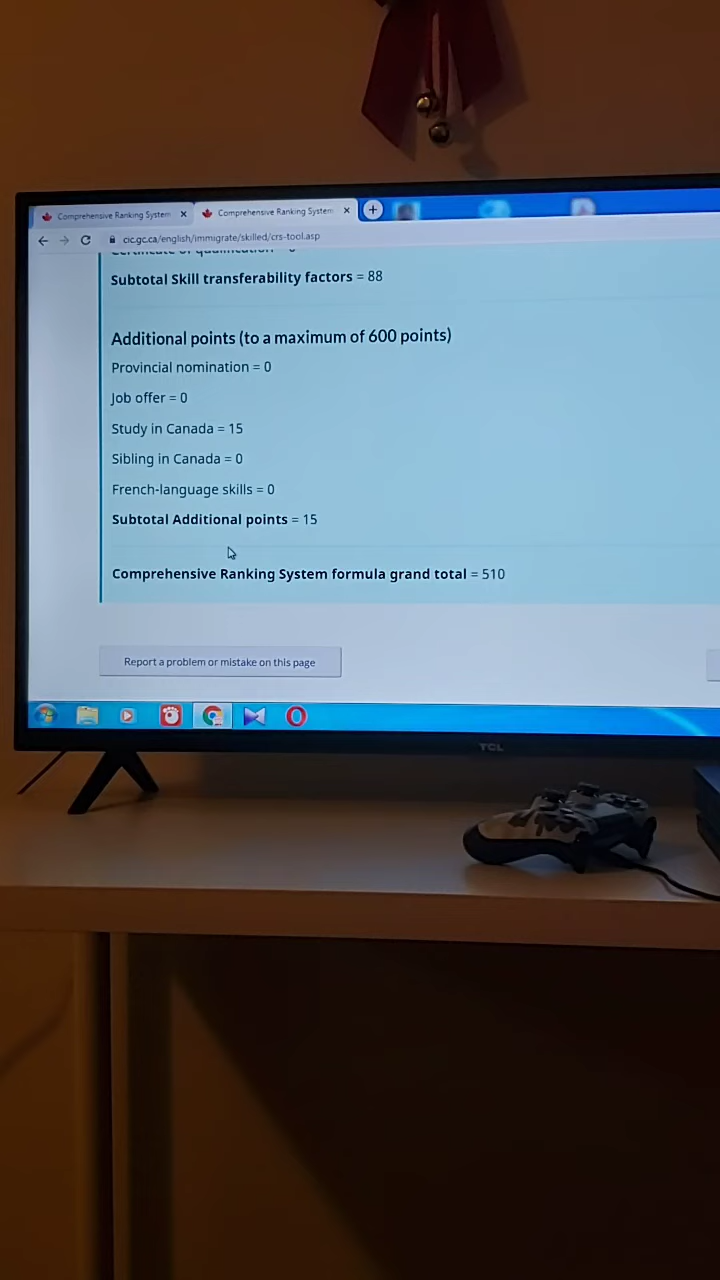 Comprehensive Ranking System
Comprehensive Ranking System
cic.gc.ca/english/immigrate/skilled/crs-tool.asp
Subtotal Skill transferability factors = 88
Additional points (to a maximum of 600 points)
Provincial nomination = 0
Job offer = 0
Study in Canada = 15
Sibling in Canada = 0
French-language skills = 0
Subtotal Additional points = 15
Comprehensive Ranking System formula grand total = 510
Report a problem or mistake on this page
TCL